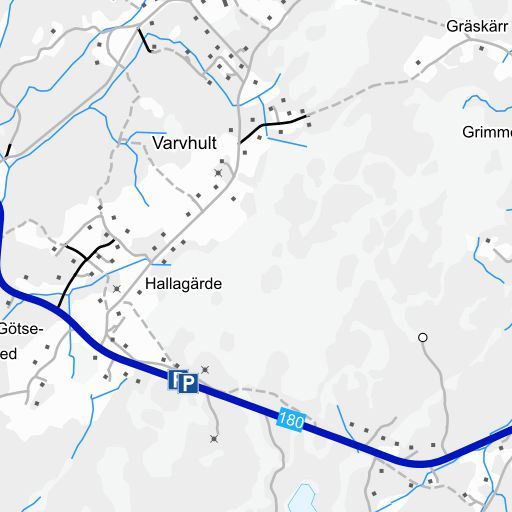 Gräskärr
Grimme
Varvhult
Hallagärde
Götse-
ed
P
180